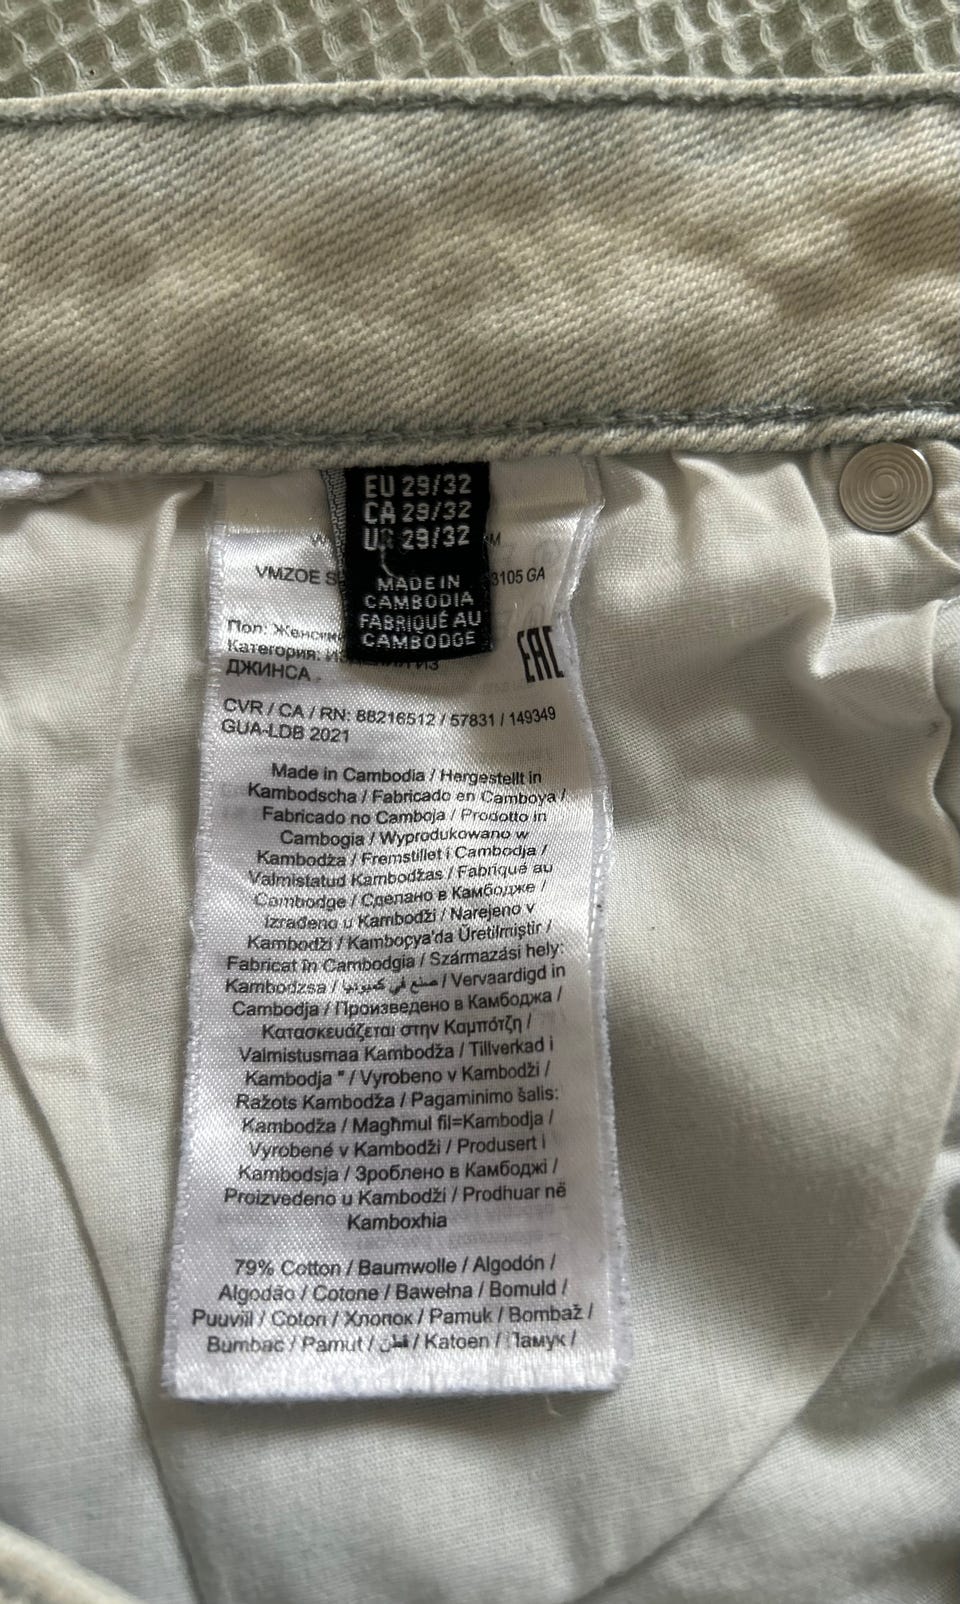 EU 29/32
CA 29/32
US 29/32
MADE IN
CAMBODIA
FABRIQUÉ AU
CAMBODGE
VMZOE 3105 GA
Пол:
Категория: ИЗ
ДЖИНСА
EAC
CVR / CA / RN: 88216512 / 57831 / 149349
GUA-LDB 2021
Made in Cambodia / Hergestellt in
Kambodscha / Fabricado en Camboya /
Fabricado no Camboja / Prodotto in
Cambogia / Wyprodukowano w
Kambodża / Fremstillet i Cambodja /
Valmistatud Kambodžas / Fabriqué au
Cambodge / Сделано в Камбодже /
Izrađeno u Kambodži / Narejeno v
Kambodži / Kamboçya'da Üretilmiştir /
Fabricat în Cambodgia / Származási hely:
Kambodzsa / صنع في كمبوديا / Vervaardigd in
Cambodja / Произведено в Камбоджа /
Κατασκευάζεται στην Καμπότζη /
Valmistusmaa Kambodža / Tillverkad i
Kambodja " / Vyrobeno v Kambodži /
Ražots Kambodža / Pagaminimo šalis:
Kambodža / Magħmul fil=Kambodja /
Vyrobené v Kambodži / Produsert i
Kambodsja / Зроблено в Камбоджі /
Proizvedeno u Kambodži / Prodhuar në
Kamboxhia
79% Cotton / Baumwolle / Algodón /
Algodão / Cotone / Bawełna / Bomuld /
Puuvill / Coton / Хлопок / Pamuk / Bombaž /
Bumbac / Pamut / قطن / Katoen / Памук /